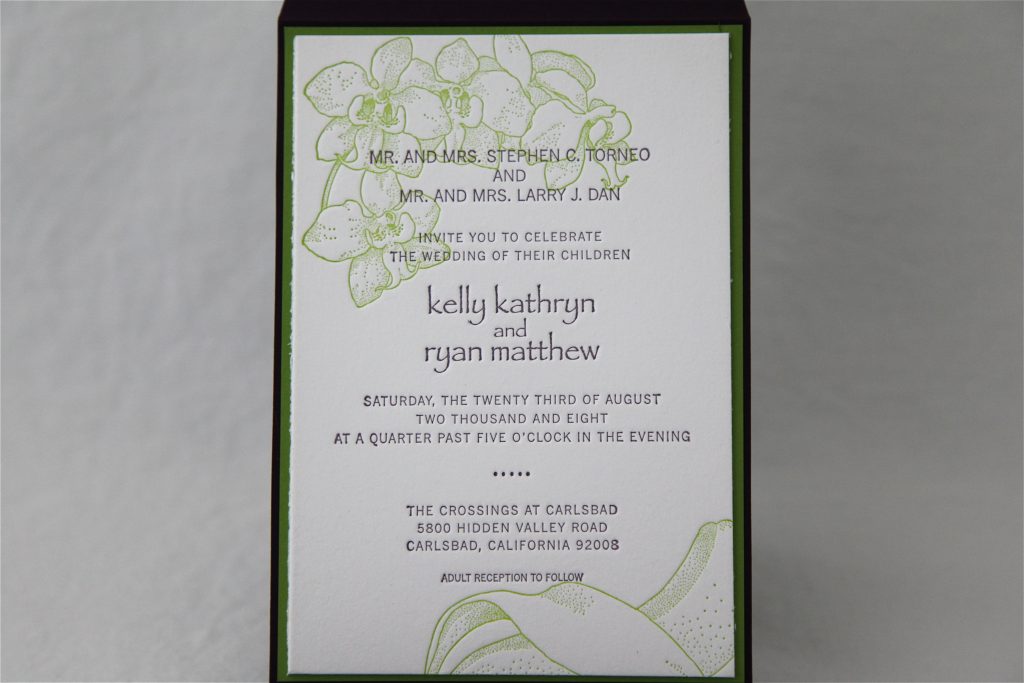 MR. AND MRS. STEPHEN C. TORNEO
AND
MR. AND MRS. LARRY J. DAN
INVITE YOU TO CELEBRATE
THE WEDDING OF THEIR CHILDREN
kelly kathryn
and
ryan matthew
SATURDAY, THE TWENTY THIRD OF AUGUST
TWO THOUSAND AND EIGHT
AT A QUARTER PAST FIVE O'CLOCK IN THE EVENING
•••••
THE CROSSINGS AT CARLSBAD
5800 HIDDEN VALLEY ROAD
CARLSBAD, CALIFORNIA 92008
ADULT RECEPTION TO FOLLOW